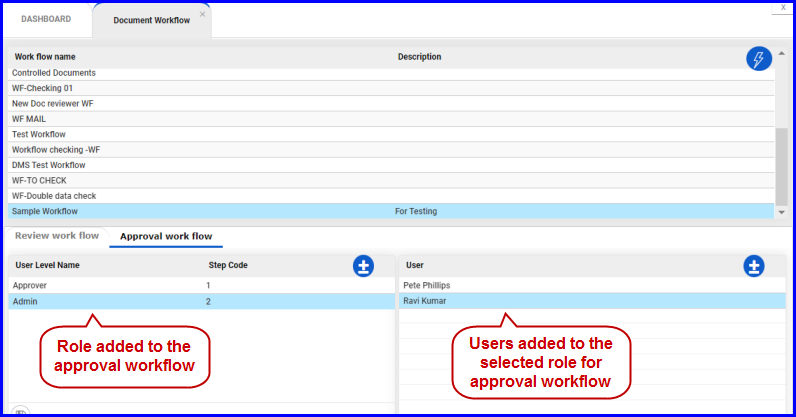 DASHBOARD
Document Workflow
x
x
Work flow name Description
Controlled Documents
WF-Checking 01
New Doc reviewer WF
WF MAIL
Test Workflow
Workflow checking -WF
DMS Test Workflow
WF-TO CHECK
WF-Double data check
Sample Workflow For Testing
Review work flow Approval work flow
User Level Name Step Code User
Approver 1 Pete Phillips
Admin 2 Ravi Kumar
Role added to the
approval workflow
Users added to the
selected role for
approval workflow